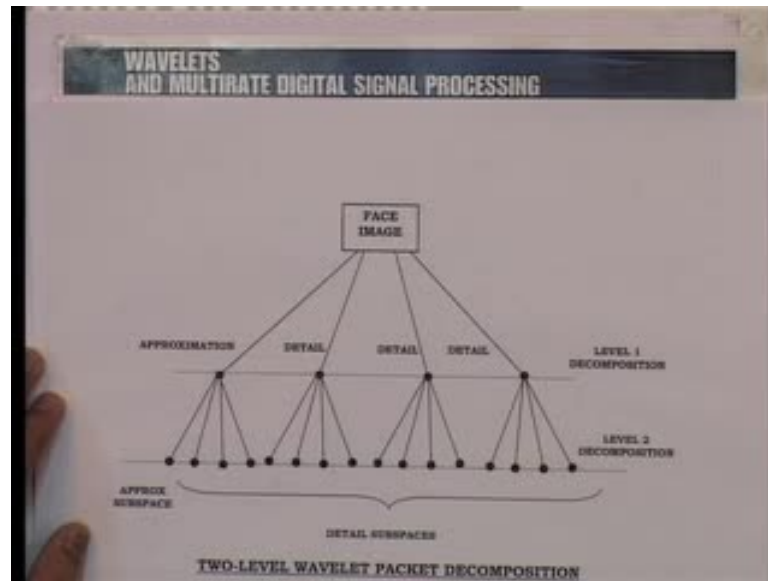 WAVELETS
AND MULTIRATE DIGITAL SIGNAL PROCESSING
FACE
IMAGE
APPROXIMATION
DETAIL
DETAIL
DETAIL
LEVEL 1
DECOMPOSITION
LEVEL 2
DECOMPOSITION
APPROX
SUBSPACE
DETAIL SUBSPACES
TWO-LEVEL WAVELET PACKET DECOMPOSITION